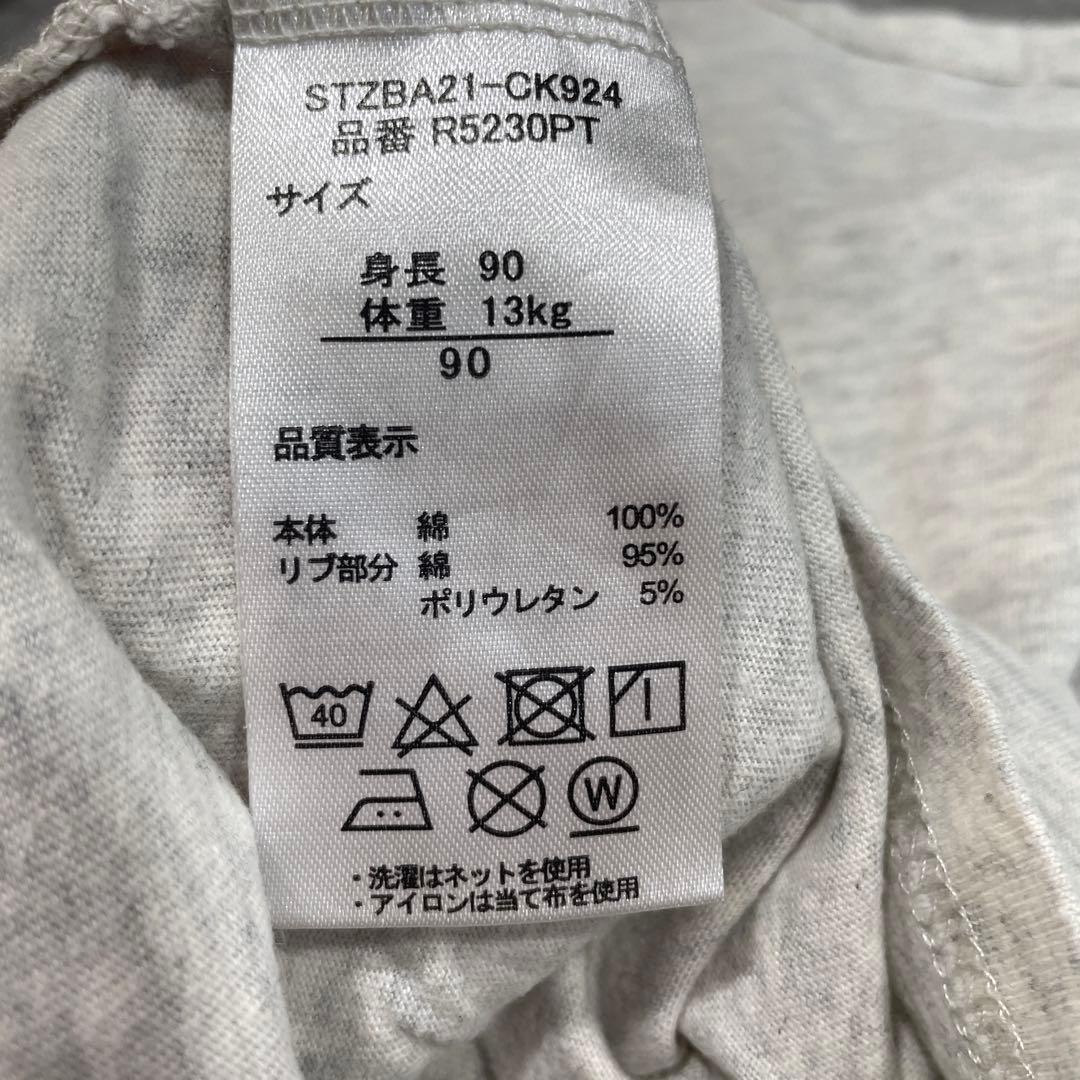 STZBA21-CK924
品番 R5230PT
サイズ
身長 90
体重 13kg
90
品質表示
本体 綿 100%
リブ部分 綿 95%
ポリウレタン 5%
40
W
・洗濯はネットを使用
・アイロンは当て布を使用